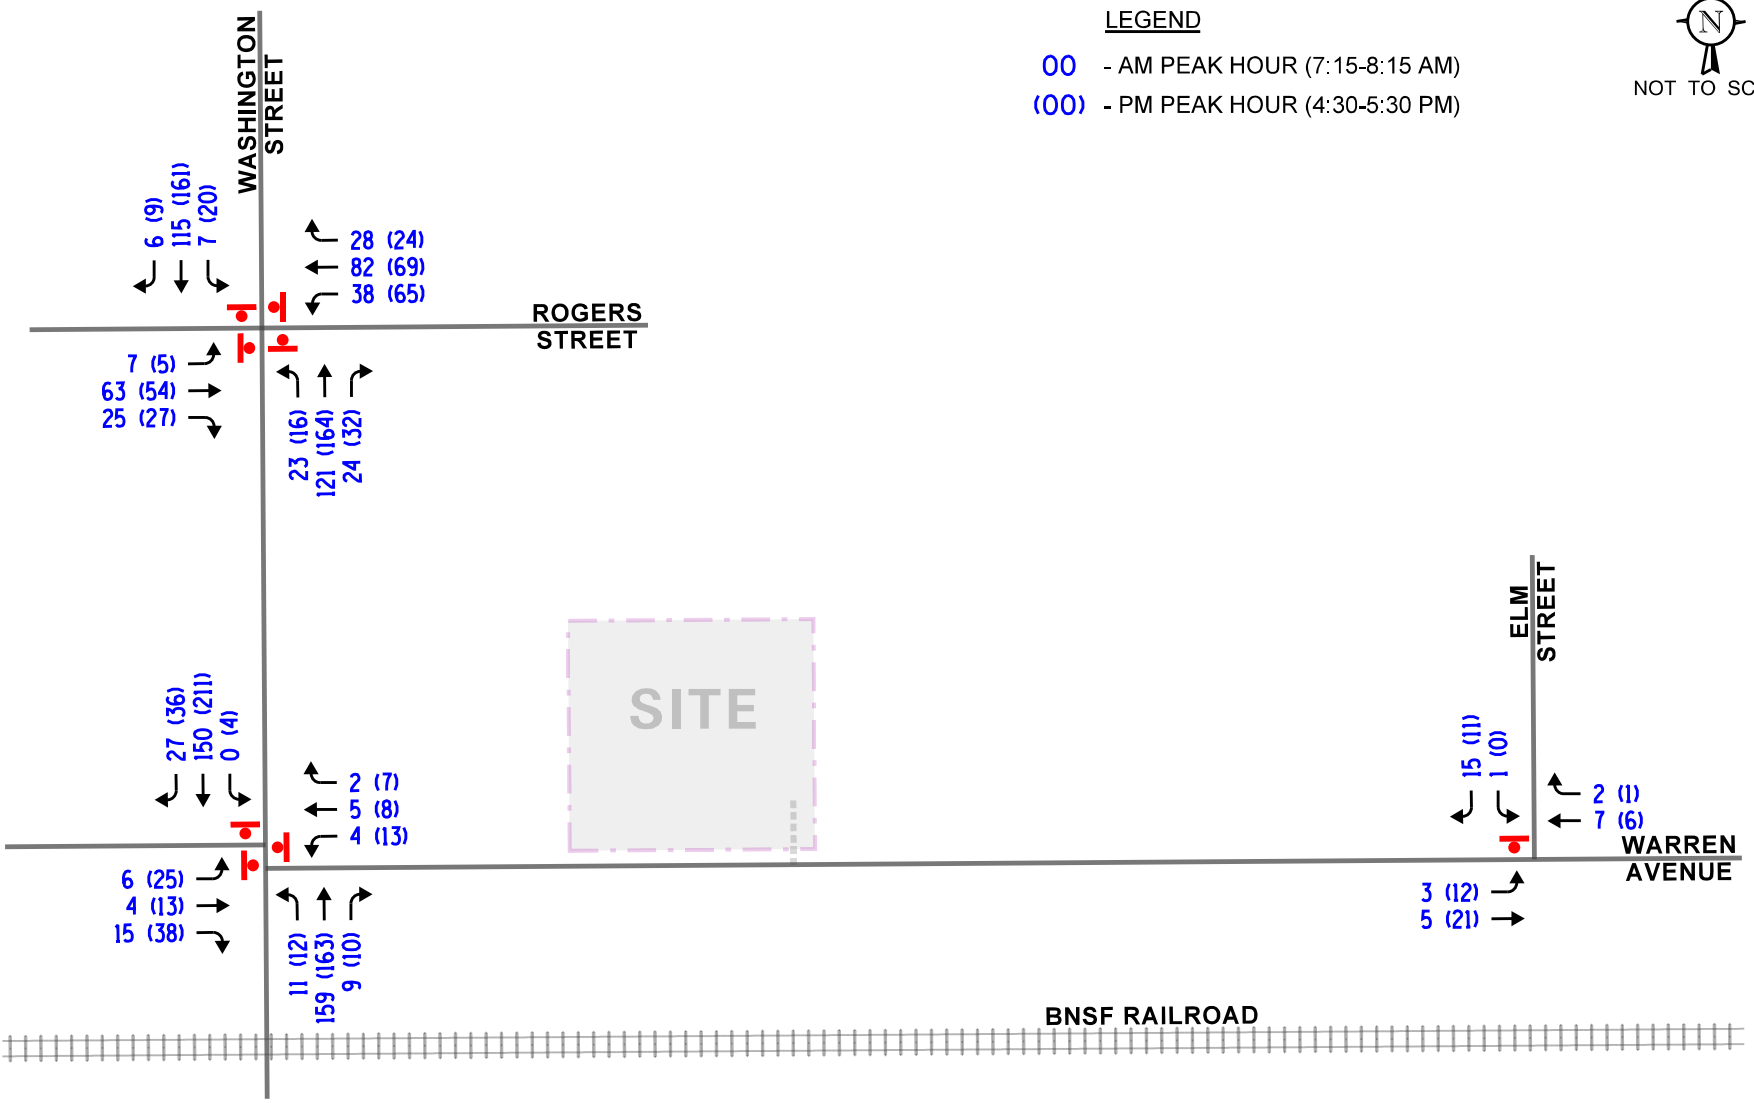 LEGEND
00 - AM PEAK HOUR (7:15-8:15 AM)
(00) - PM PEAK HOUR (4:30-5:30 PM)
N
NOT TO SC
WASHINGTON
STREET
6 (9)
115 (161)
7 (20)
28 (24)
82 (69)
38 (65)
ROGERS
STREET
7 (5)
63 (54)
25 (27)
23 (16)
121 (164)
24 (32)
ELM
STREET
SITE
27 (36)
150 (211)
0 (4)
2 (7)
5 (8)
4 (13)
15 (11)
1 (0)
2 (1)
7 (6)
WARREN
AVENUE
6 (25)
4 (13)
15 (38)
11 (12)
159 (163)
9 (10)
3 (12)
5 (21)
BNSF RAILROAD